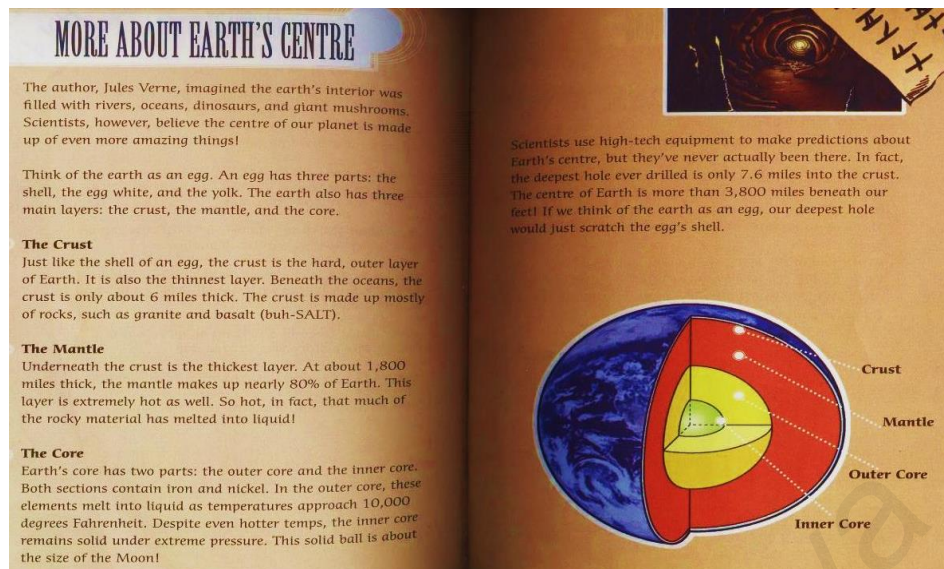 MORE ABOUT EARTH'S CENTRE
The author, Jules Verne, imagined the earth's interior was
filled with rivers, oceans, dinosaurs, and giant mushrooms.
Scientists, however, believe the centre of our planet is made
up of even more amazing things!
Think of the earth as an egg. An egg has three parts: the
shell, the egg white, and the yolk. The earth also has three
main layers: the crust, the mantle, and the core.
The Crust
Just like the shell of an egg, the crust is the hard, outer layer
of Earth. It is also the thinnest layer. Beneath the oceans, the
crust is only about 6 miles thick. The crust is made up mostly
of rocks, such as granite and basalt (buh-SALT).
The Mantle
Underneath the crust is the thickest layer. At about 1,800
miles thick, the mantle makes up nearly 80% of Earth. This
layer is extremely hot as well. So hot, in fact, that much of
the rocky material has melted into liquid!
The Core
Earth's core has two parts: the outer core and the inner core.
Both sections contain iron and nickel. In the outer core, these
elements melt into liquid as temperatures approach 10,000
degrees Fahrenheit. Despite even hotter temps, the inner core
remains solid under extreme pressure. This solid ball is about
the size of the Moon!
Scientists use high-tech equipment to make predictions about
Earth's centre, but they've never actually been there. In fact,
the deepest hole ever drilled is only 7.6 miles into the crust.
The centre of Earth is more than 3,800 miles beneath our
feet! If we think of the earth as an egg, our deepest hole
would just scratch the egg's shell.
Crust
Mantle
Outer Core
Inner Core